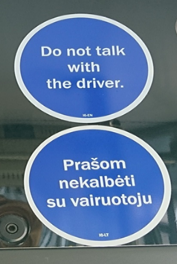 Do not talk
with
the driver.
Prašom
nekalbėti
su vairuotoju